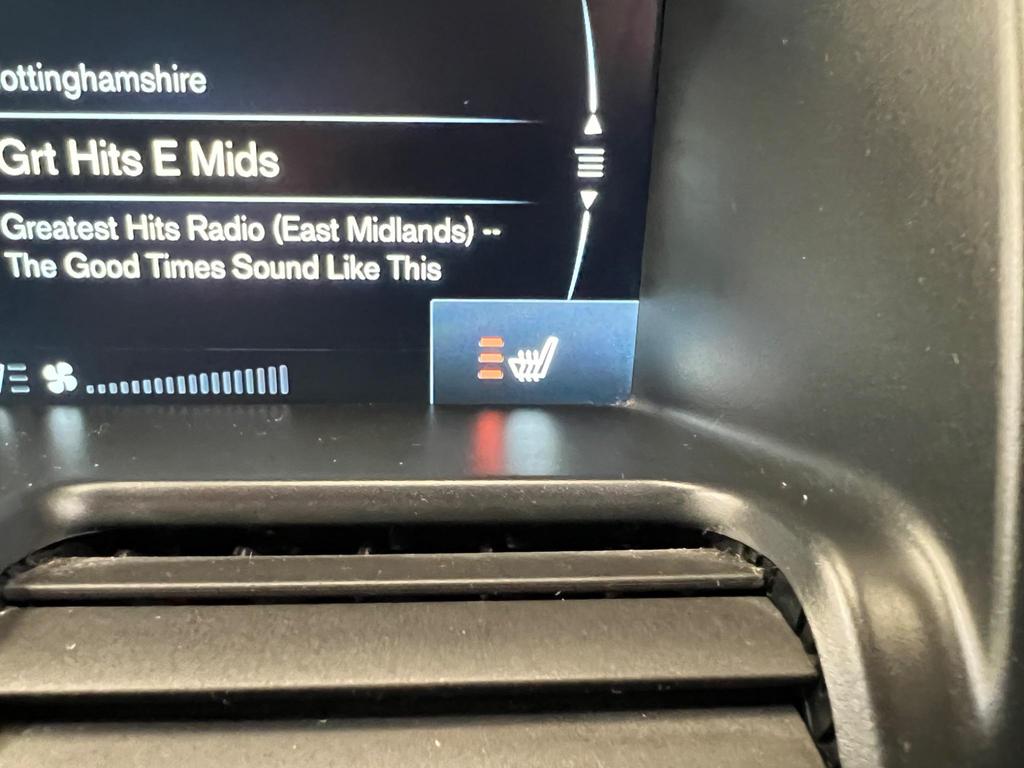 ottinghamshire
Grt Hits E Mids
Greatest Hits Radio (East Midlands) --
The Good Times Sound Like This